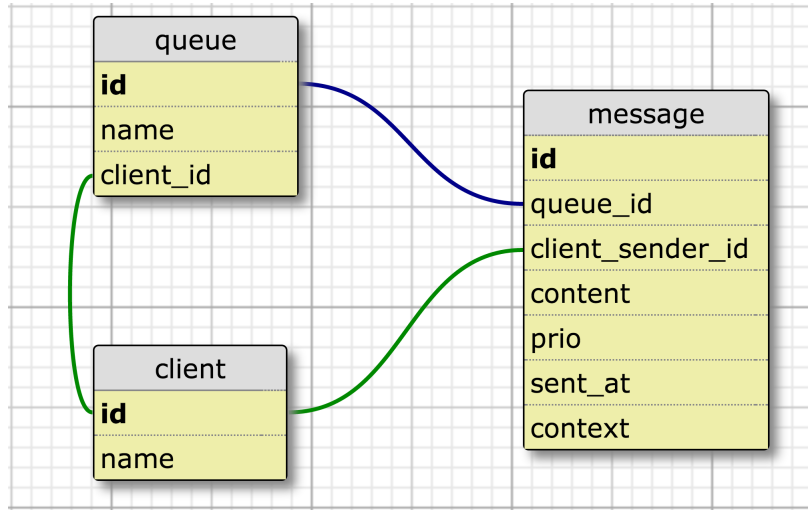 queue
id
name
client_id
client
id
name
message
id
queue_id
client_sender_id
content
prio
sent_at
context